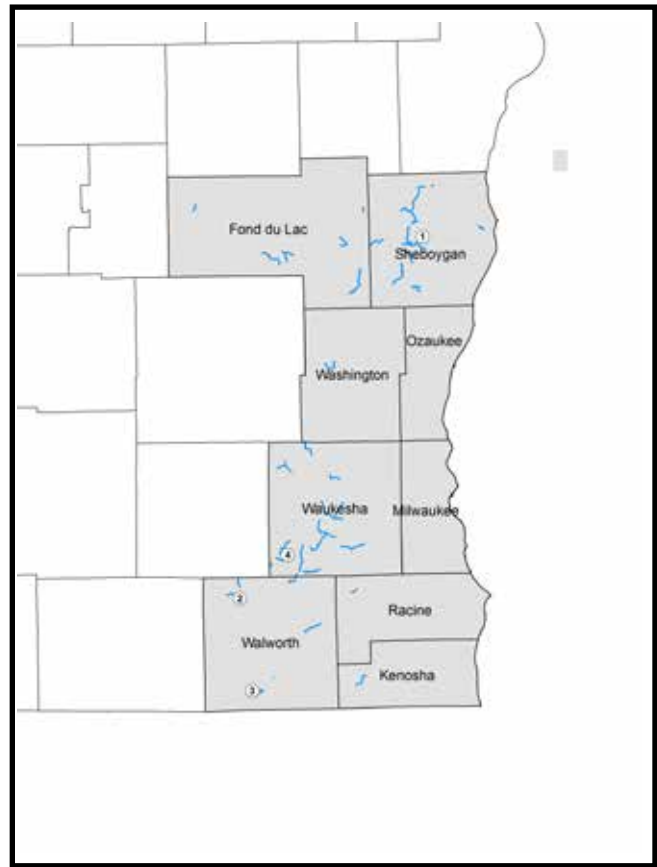 Fond du Lac
1
Sheboygan
Ozaukee
Washington
Waukesha
Milwaukee
4
2
Racine
Walworth
Kenosha
3